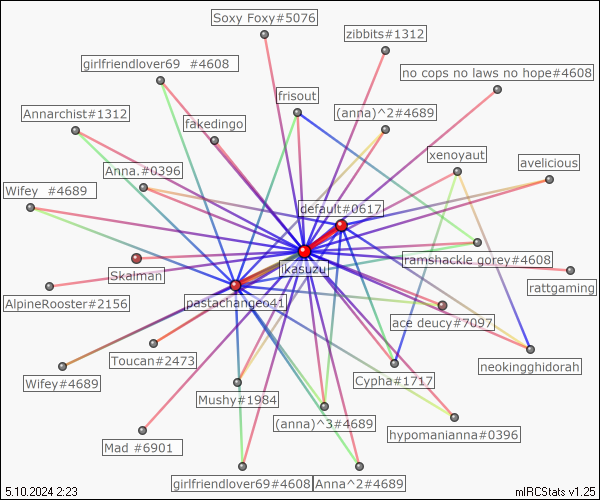 Soxy Foxy#5076
zibbits#1312
girlfriendlover69 #4608
no cops no laws no hope#4608
frisout
Annarchist#1312
(anna)^2#4689
fakedingo
xenoyaut
avelicious
Anna.#0396
Wifey #4689
default#0617
ramshackle gorey#4608
ikasuzu
Skalman
rattgaming
AlpineRooster#2156
pastachangeo41
ace deucy#7097
Toucan#2473
neokingghidorah
Wifey#4689
Cypha#1717
Mushy#1984
(anna)^3#4689
hypomanianna#0396
Mad #6901
girlfriendlover69#4608
Anna^2#4689
5.10.2024 2:23
mIRCStats v1.25